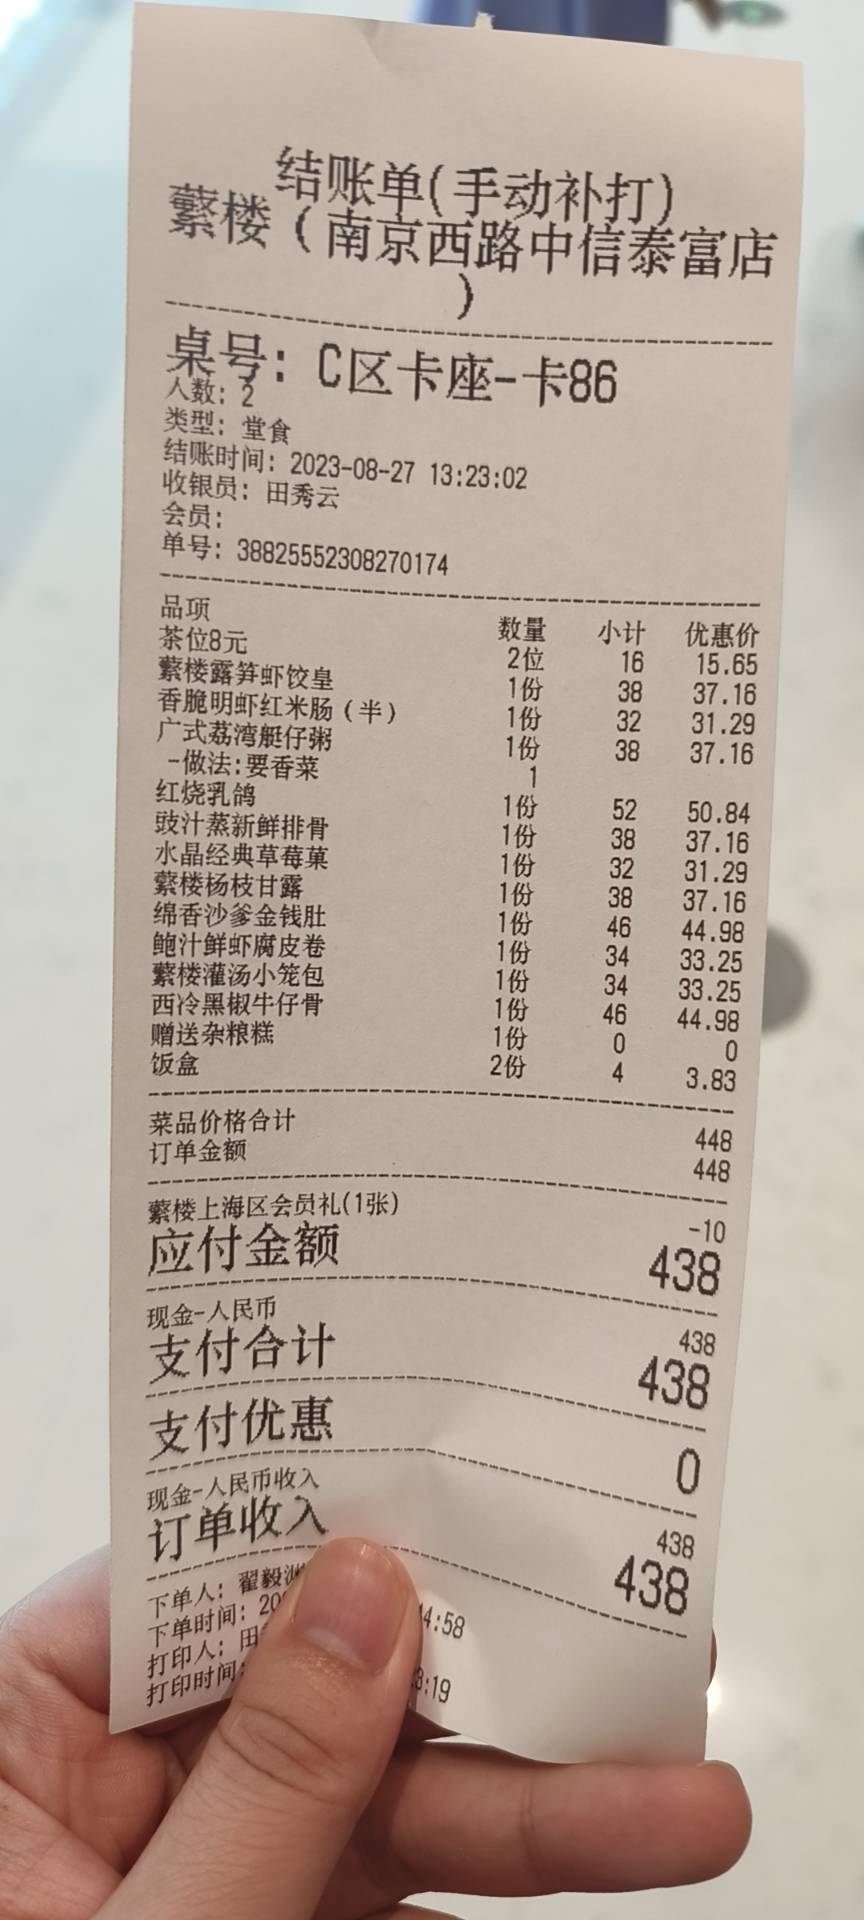 结账单(手动补打)
蘩楼（南京西路中信泰富店
）
桌号: C区卡座-卡86
人数: 2
类型: 堂食
结账时间: 2023-08-27 13:23:02
收银员: 田秀云
会员:
单号: 38825552308270174
品项 数量 小计 优惠价
茶位8元 2位 16 15.65
蘩楼露笋虾饺皇 1份 38 37.16
香脆明虾红米肠（半） 1份 32 31.29
广式荔湾艇仔粥 1份 38 37.16
-做法:要香菜 1
红烧乳鸽 1份 52 50.84
豉汁蒸新鲜排骨 1份 38 37.16
水晶经典草莓菓 1份 32 31.29
蘩楼杨枝甘露 1份 38 37.16
绵香沙爹金钱肚 1份 46 44.98
鲍汁鲜虾腐皮卷 1份 34 33.25
蘩楼灌汤小笼包 1份 34 33.25
西冷黑椒牛仔骨 1份 46 44.98
赠送杂粮糕 1份 0 0
饭盒 2份 4 3.83
菜品价格合计 448
订单金额 448
蘩楼上海区会员礼(1张) -10
应付金额 438
现金-人民币 438
支付合计 438
支付优惠 0
现金-人民币收入 438
订单收入 438
下单人: 翟毅
下单时间: 20 4:58
打印人: 田
打印时间: 3:19